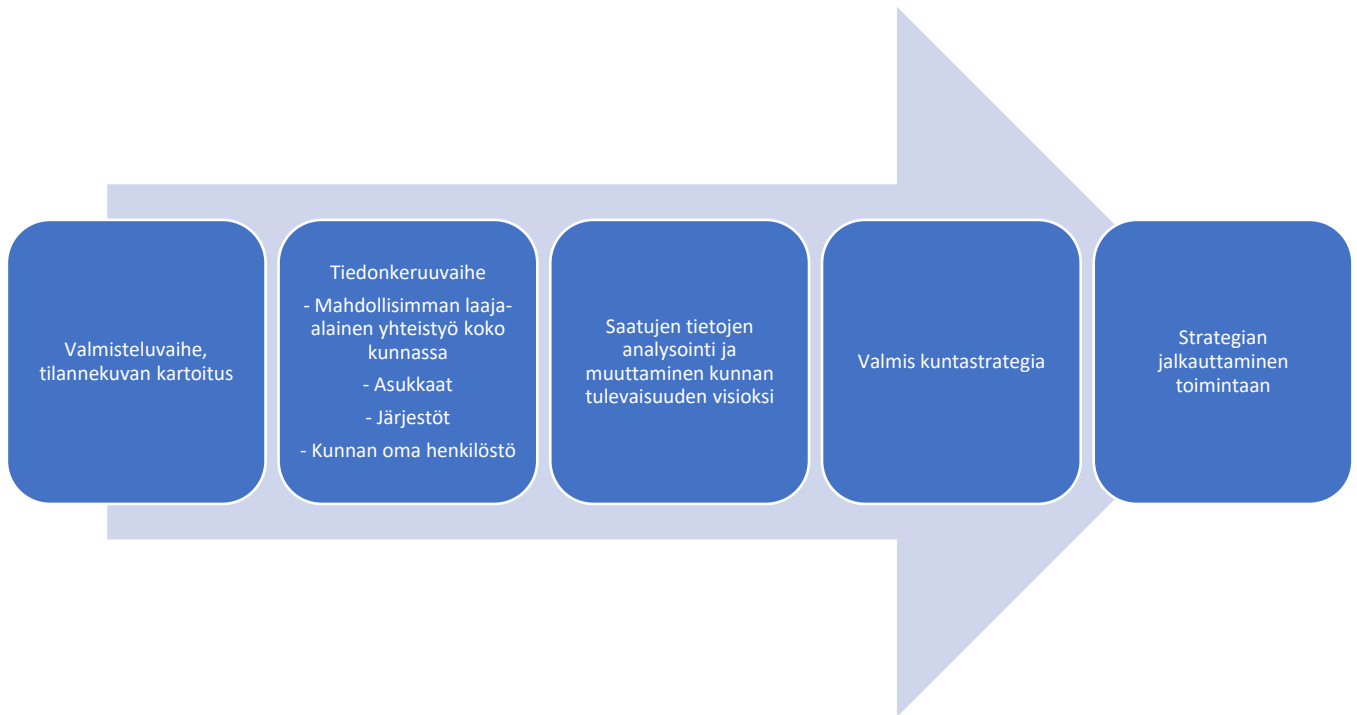 Valmisteluvaihe,
tilannekuvan kartoitus
Tiedonkeruuvaihe
- Mahdollisimman laaja-
alainen yhteistyö koko
kunnassa
- Asukkaat
- Järjestöt
- Kunnan oma henkilöstö
Saatujen tietojen
analysointi ja
muuttaminen kunnan
tulevaisuuden visioksi
Valmis kuntastrategia
Strategian
jalkauttaminen
toimintaan